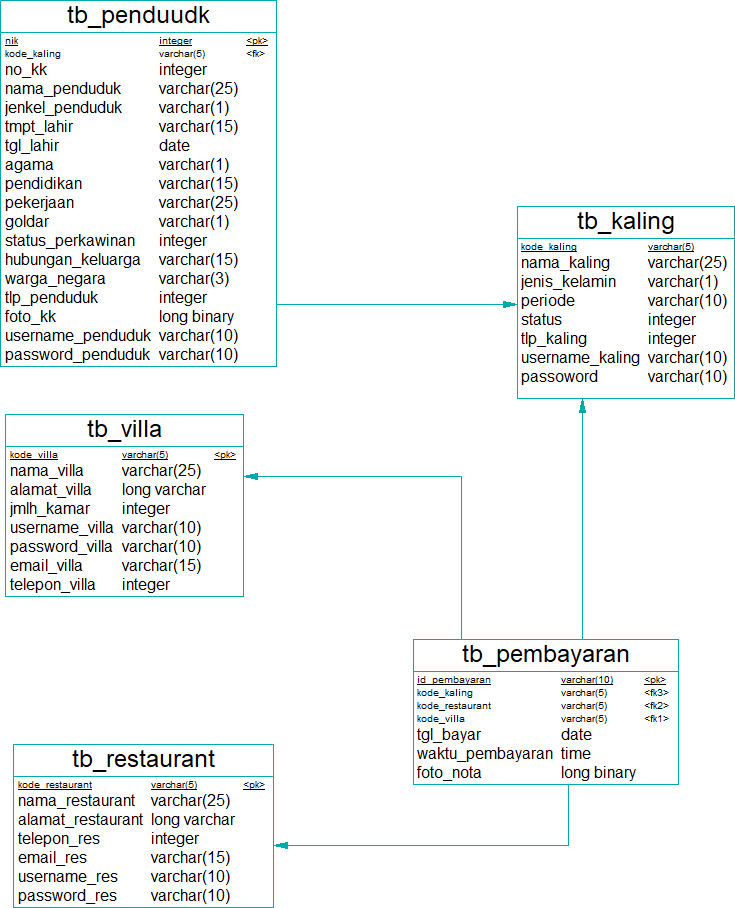 tb_penduudk
nik integer <pk>
kode_kaling varchar(5) <fk>
no_kk integer
nama_penduduk varchar(25)
jenkel_penduduk varchar(1)
tmpt_lahir varchar(15)
tgl_lahir date
agama varchar(1)
pendidikan varchar(15)
pekerjaan varchar(25)
goldar varchar(1)
status_perkawinan integer
hubungan_keluarga varchar(15)
warga_negara varchar(3)
tlp_penduduk integer
foto_kk long binary
username_penduduk varchar(10)
password_penduduk varchar(10)
tb_kaling
kode_kaling varchar(5)
nama_kaling varchar(25)
jenis_kelamin varchar(1)
periode varchar(10)
status integer
tlp_kaling integer
username_kaling varchar(10)
passoword varchar(10)
tb_villa
kode_villa varchar(5) <pk>
nama_villa varchar(25)
alamat_villa long varchar
jmlh_kamar integer
username_villa varchar(10)
password_villa varchar(10)
email_villa varchar(15)
telepon_villa integer
tb_pembayaran
id_pembayaran varchar(10) <pk>
kode_kaling varchar(5) <fk3>
kode_restaurant varchar(5) <fk2>
kode_villa varchar(5) <fk1>
tgl_bayar date
waktu_pembayaran time
foto_nota long binary
tb_restaurant
kode_restaurant varchar(5) <pk>
nama_restaurant varchar(25)
alamat_restaurant long varchar
telepon_res integer
email_res varchar(15)
username_res varchar(10)
password_res varchar(10)